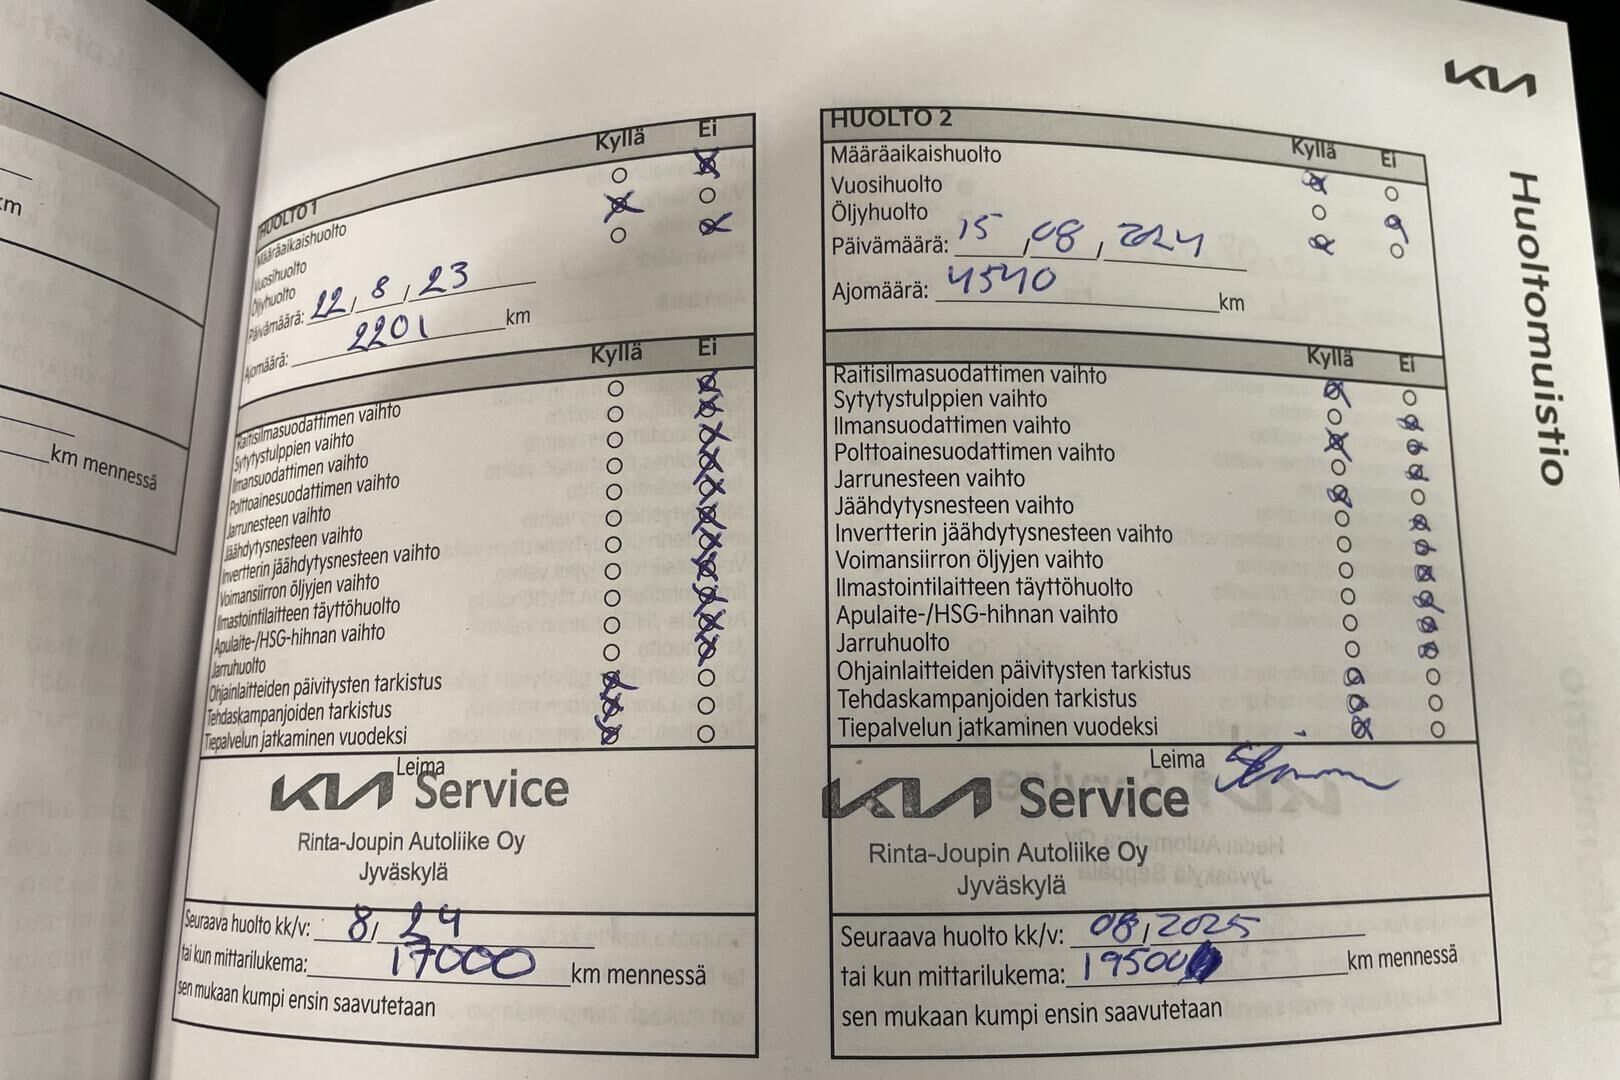 km
km mennessä
HUOLTO 1
Kyllä Ei
Määräaikaishuolto
Vuosihuolto
Öljyhuolto
Päivämäärä: 22, 8, 23
Ajomäärä: 2201 km
Kyllä Ei
Raitisilmasuodattimen vaihto
Sytytystulppien vaihto
Ilmansuodattimen vaihto
Polttoainesuodattimen vaihto
Jarrunesteen vaihto
Jäähdytysnesteen vaihto
Invertterin jäähdytysnesteen vaihto
Voimansiirron öljyjen vaihto
Ilmastointilaitteen täyttöhuolto
Apulaite-/HSG-hihnan vaihto
Jarruhuolto
Ohjainlaitteiden päivitysten tarkistus
Tehdaskampanjoiden tarkistus
Tiepalvelun jatkaminen vuodeksi
Leima
KIA Service
Rinta-Joupin Autoliike Oy
Jyväskylä
Seuraava huolto kk/v: 8, 24
tai kun mittarilukema: 17000 km mennessä
sen mukaan kumpi ensin saavutetaan
KIA
Huoltomuistio
HUOLTO 2
Kyllä Ei
Määräaikaishuolto
Vuosihuolto
Öljyhuolto
Päivämäärä: 15, 08, 2024
Ajomäärä: 4540 km
Kyllä Ei
Raitisilmasuodattimen vaihto
Sytytystulppien vaihto
Ilmansuodattimen vaihto
Polttoainesuodattimen vaihto
Jarrunesteen vaihto
Jäähdytysnesteen vaihto
Invertterin jäähdytysnesteen vaihto
Voimansiirron öljyjen vaihto
Ilmastointilaitteen täyttöhuolto
Apulaite-/HSG-hihnan vaihto
Jarruhuolto
Ohjainlaitteiden päivitysten tarkistus
Tehdaskampanjoiden tarkistus
Tiepalvelun jatkaminen vuodeksi
Leima
KIA Service
Rinta-Joupin Autoliike Oy
Jyväskylä
Seuraava huolto kk/v: 08, 2025
tai kun mittarilukema: 19500 km mennessä
sen mukaan kumpi ensin saavutetaan